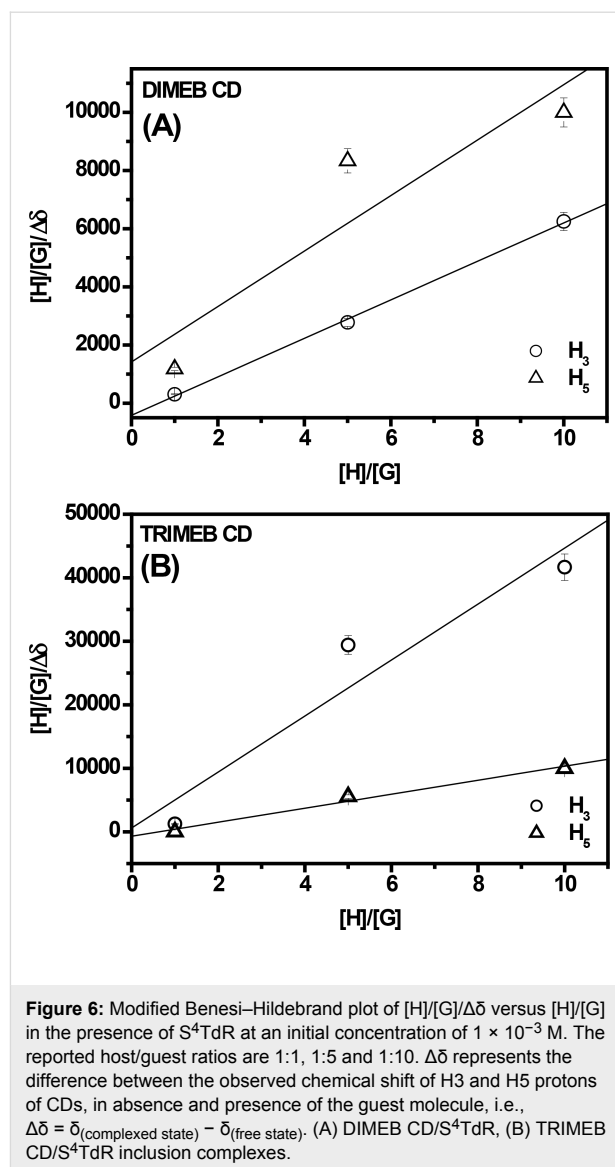 DIMEB CD
(A)
10000
8000
6000
4000
2000
0
[H]/[G]/Δδ
H₃
H₅
0 2 4 6 8 10
[H]/[G]
TRIMEB CD
(B)
50000
40000
30000
20000
10000
0
[H]/[G]/Δδ
H₃
H₅
0 2 4 6 8 10
[H]/[G]
Figure 6: Modified Benesi–Hildebrand plot of [H]/[G]/Δδ versus [H]/[G]
in the presence of S⁴TdR at an initial concentration of 1 × 10⁻³ M. The
reported host/guest ratios are 1:1, 1:5 and 1:10. Δδ represents the
difference between the observed chemical shift of H3 and H5 protons
of CDs, in absence and presence of the guest molecule, i.e.,
Δδ = δ(complexed state) − δ(free state). (A) DIMEB CD/S⁴TdR, (B) TRIMEB
CD/S⁴TdR inclusion complexes.